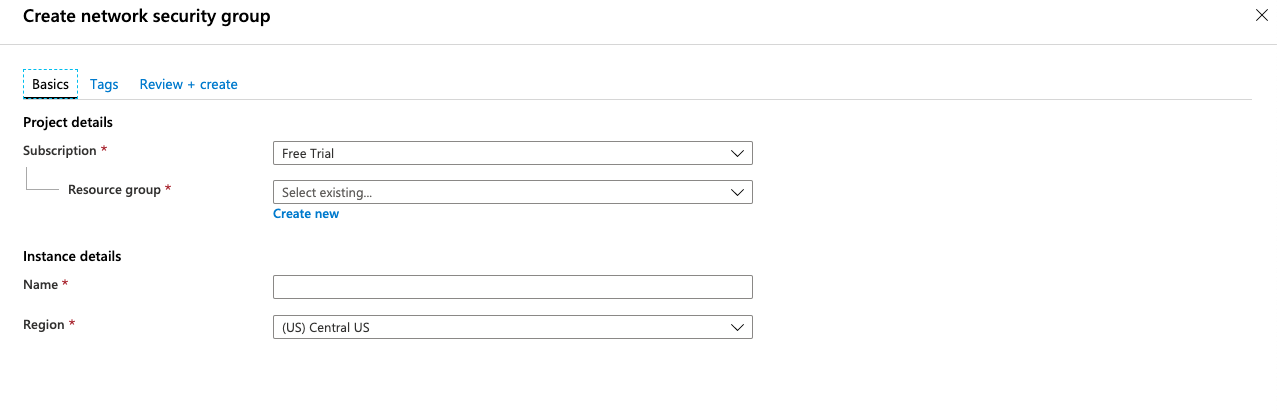 Create network security group
Basics Tags Review + create
Project details
Subscription * Free Trial
Resource group * Select existing...
Create new
Instance details
Name *
Region * (US) Central US